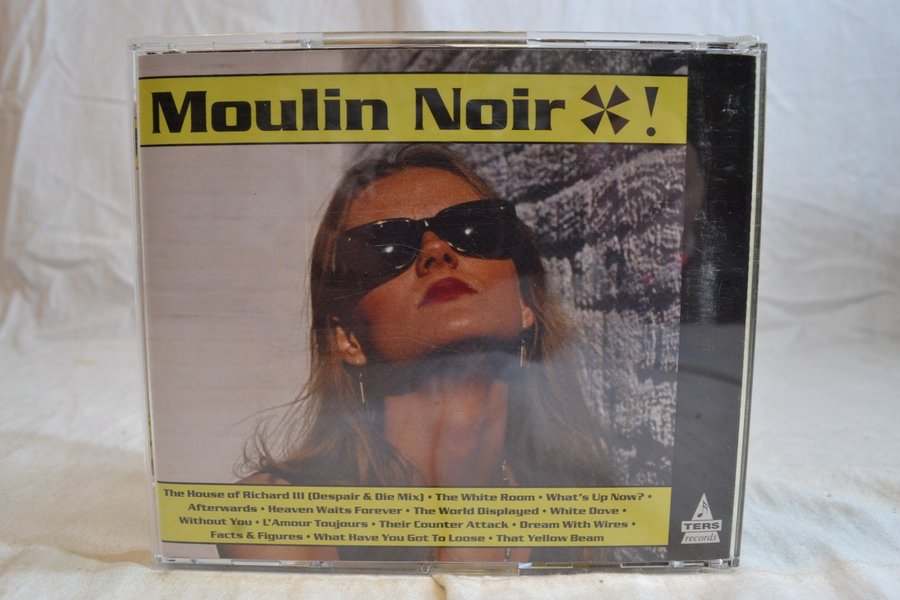 Moulin Noir !
The House of Richard III (Despair & Die Mix) • The White Room • What's Up Now? •
Afterwards • Heaven Waits Forever • The World Displayed • White Dove •
Without You • L'Amour Toujours • Their Counter Attack • Dream With Wires •
Facts & Figures • What Have You Got To Loose • That Yellow Beam
TERS
records